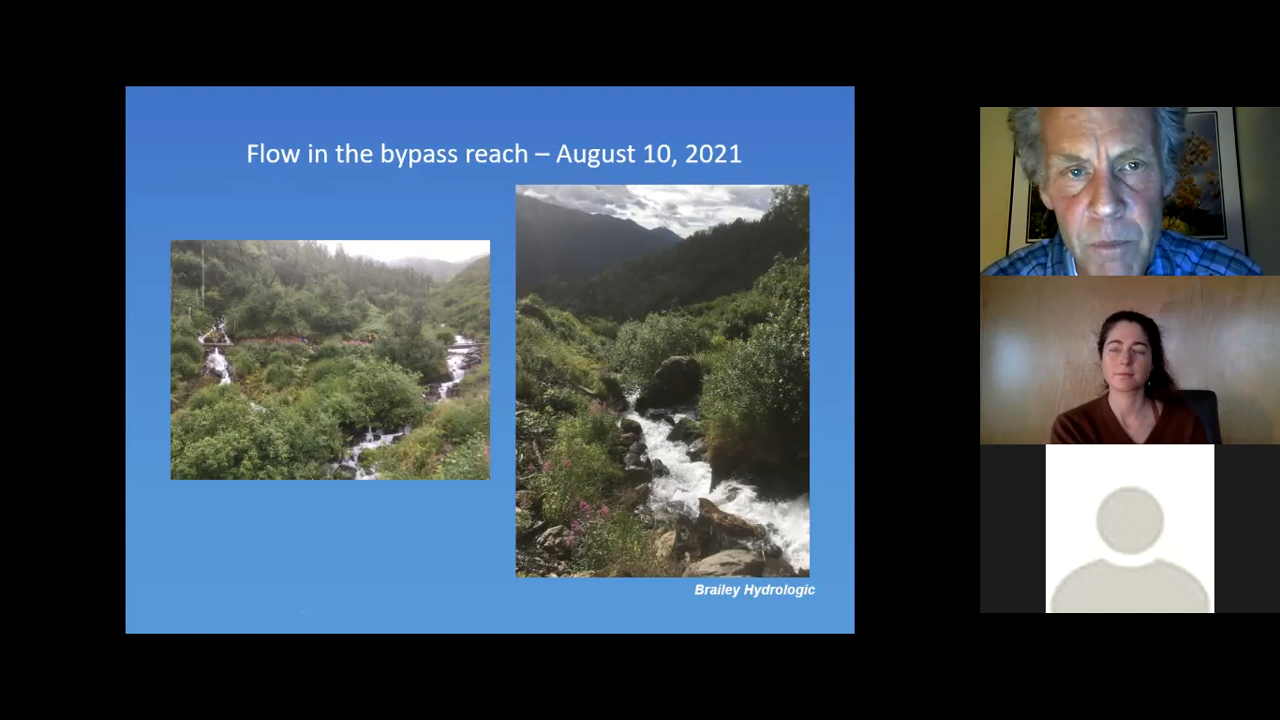 Flow in the bypass reach – August 10, 2021
Brailey Hydrologic